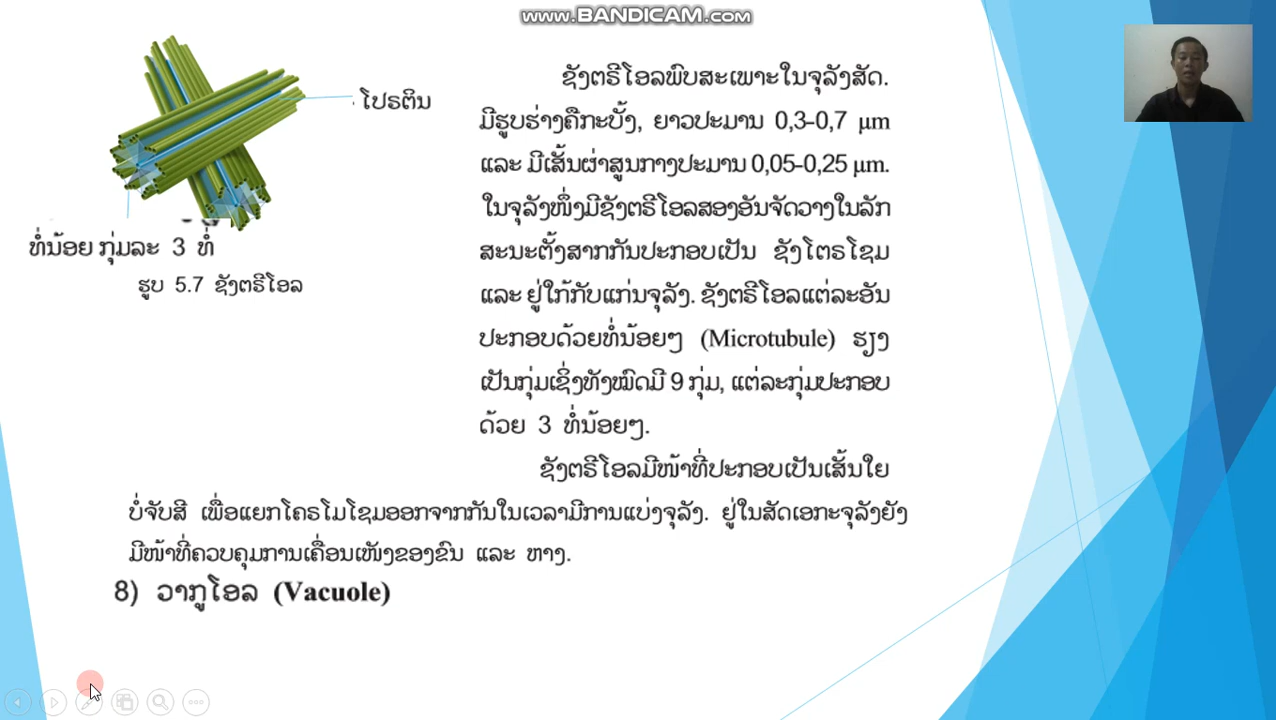 www.BANDICAM.com
ໂປຣຕິນ
ທໍ່ນ້ອຍ ກຸ່ມລະ 3 ທໍ່
ຮູບ 5.7 ຊັງຕຣີໂອລ
ຊັງຕຣີໂອລພົບສະເພາະໃນຈຸລັງສັດ.
ມີຮູບຮ່າງຄືກະບັ້ງ, ຍາວປະມານ 0,3-0,7 µm
ແລະ ມີເສັ້ນຜ່າສູນກາງປະມານ 0,05-0,25 µm.
ໃນຈຸລັງໜຶ່ງມີຊັງຕຣີໂອລສອງອັນຈັດວາງໃນລັກ
ສະນະຕັ້ງສາກກັນປະກອບເປັນ ຊັງໂຕຣໂຊມ
ແລະ ຢູ່ໃກ້ກັບແກ່ນຈຸລັງ. ຊັງຕຣີໂອລແຕ່ລະອັນ
ປະກອບດ້ວຍທໍ່ນ້ອຍໆ (Microtubule) ຮຽງ
ເປັນກຸ່ມເຊິ່ງທັງໝົດມີ 9 ກຸ່ມ, ແຕ່ລະກຸ່ມປະກອບ
ດ້ວຍ 3 ທໍ່ນ້ອຍໆ.
ຊັງຕຣີໂອລມີໜ້າທີ່ປະກອບເປັນເສັ້ນໃຍ
ບໍ່ຈັບສີ ເພື່ອແຍກໂຄຣໂມໂຊມອອກຈາກກັນໃນເວລາມີການແບ່ງຈຸລັງ. ຢູ່ໃນສັດເອກະຈຸລັງຍັງ
ມີໜ້າທີ່ຄວບຄຸມການເຄື່ອນເໜັງຂອງຂົນ ແລະ ຫາງ.
8) ວາກູໂອລ (Vacuole)